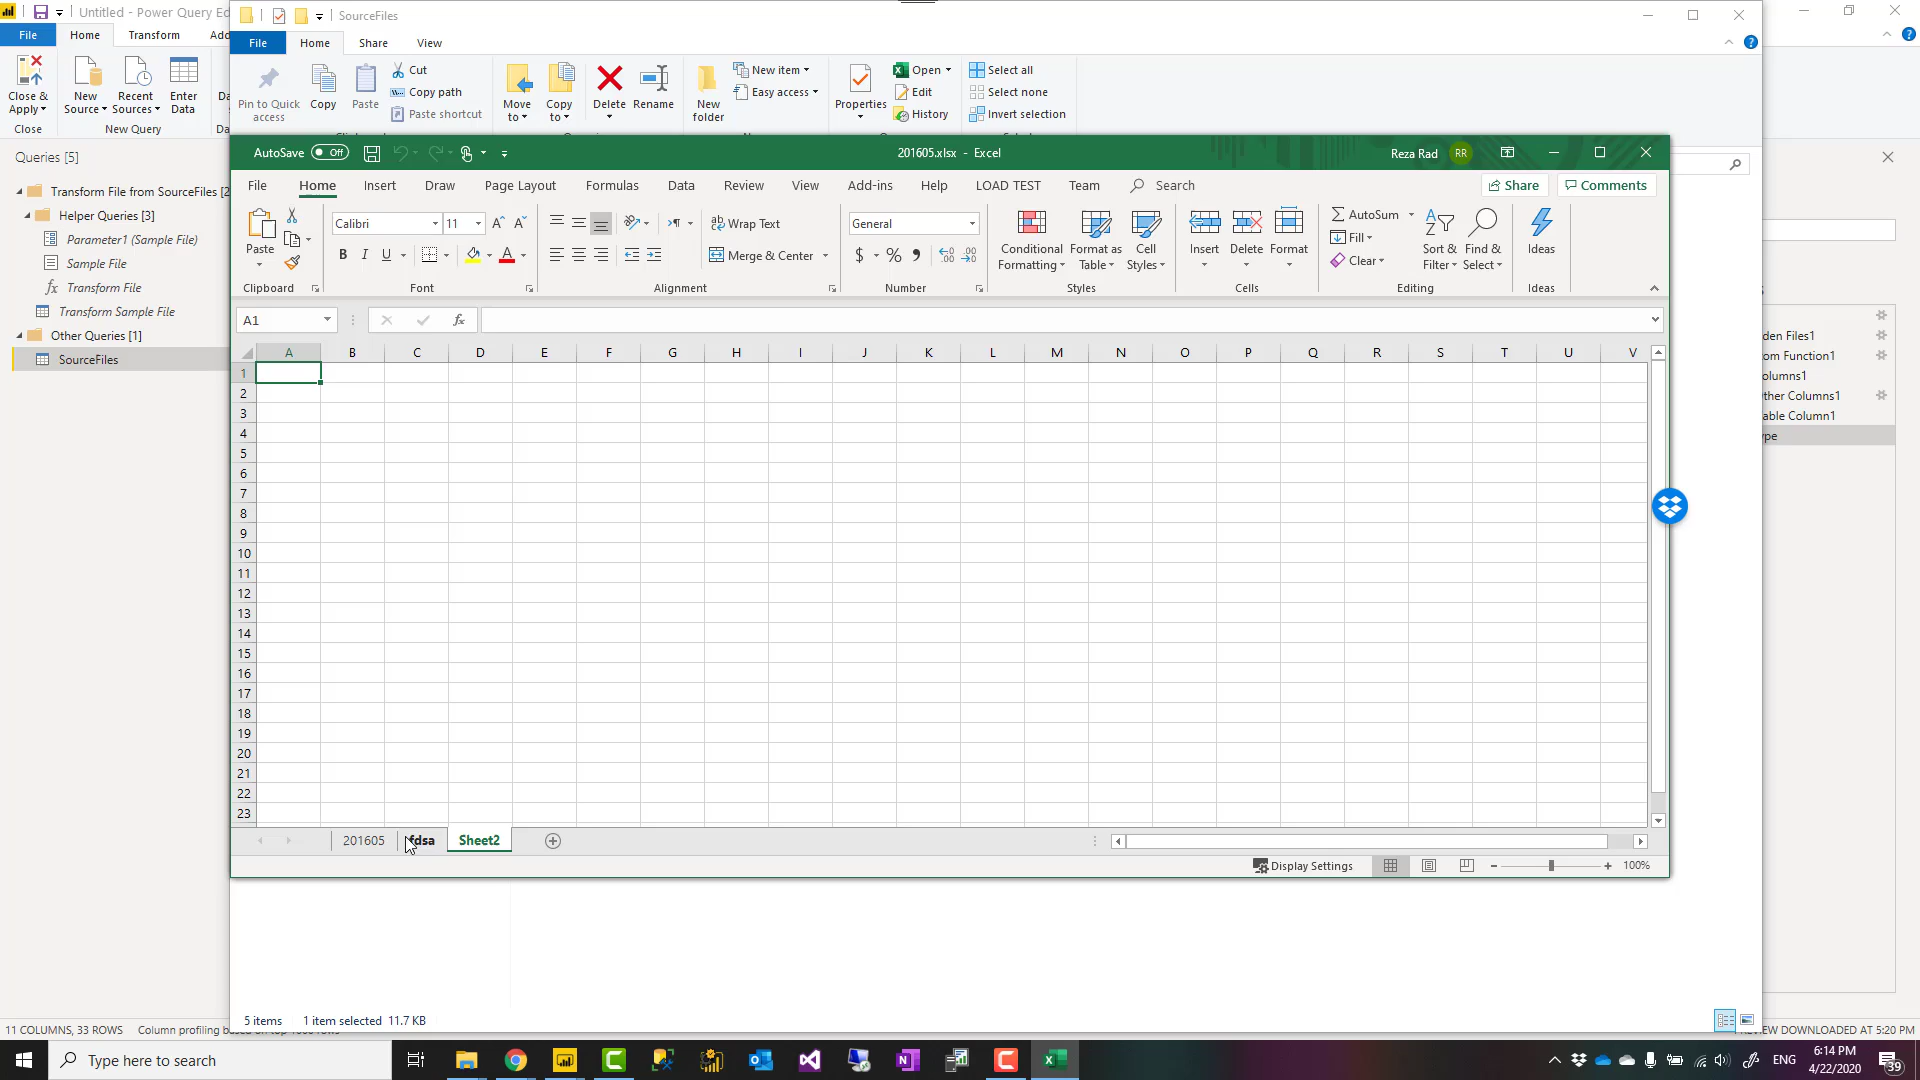 Untitled - Power Query Ed
SourceFiles
File Home Transform Add
File Home Share View
Close & Apply
New Source
Recent Sources
Enter Data
Close
New Query
Pin to Quick access
Copy
Paste
Cut
Copy path
Paste shortcut
Move to
Copy to
Delete
Rename
New folder
New item
Easy access
Properties
Open
Edit
History
Select all
Select none
Invert selection
Queries [5]
Transform File from SourceFiles [2
Helper Queries [3]
Parameter1 (Sample File)
Sample File
Transform File
Transform Sample File
Other Queries [1]
SourceFiles
AutoSave Off
201605.xlsx - Excel
Reza Rad RR
File Home Insert Draw Page Layout Formulas Data Review View Add-ins Help LOAD TEST Team Search
Share Comments
Paste
Calibri 11
B I U
Wrap Text
Merge & Center
General
$ % 9
Conditional Formatting
Format as Table
Cell Styles
Insert Delete Format
AutoSum
Fill
Clear
Sort & Filter
Find & Select
Ideas
Clipboard Font Alignment Number Styles Cells Editing Ideas
A1
fx
A B C D E F G H I J K L M N O P Q R S T U V
1
2
3
4
5
6
7
8
9
10
11
12
13
14
15
16
17
18
19
20
21
22
23
201605 fdsa Sheet2
Display Settings
100%
den Files1
om Function1
olumns1
ther Columns1
able Column1
ype
5 items 1 item selected 11.7 KB
11 COLUMNS, 33 ROWS Column profiling based on top 1000 rows
REVIEW DOWNLOADED AT 5:20 PM
Type here to search
ENG
6:14 PM
4/22/2020
39